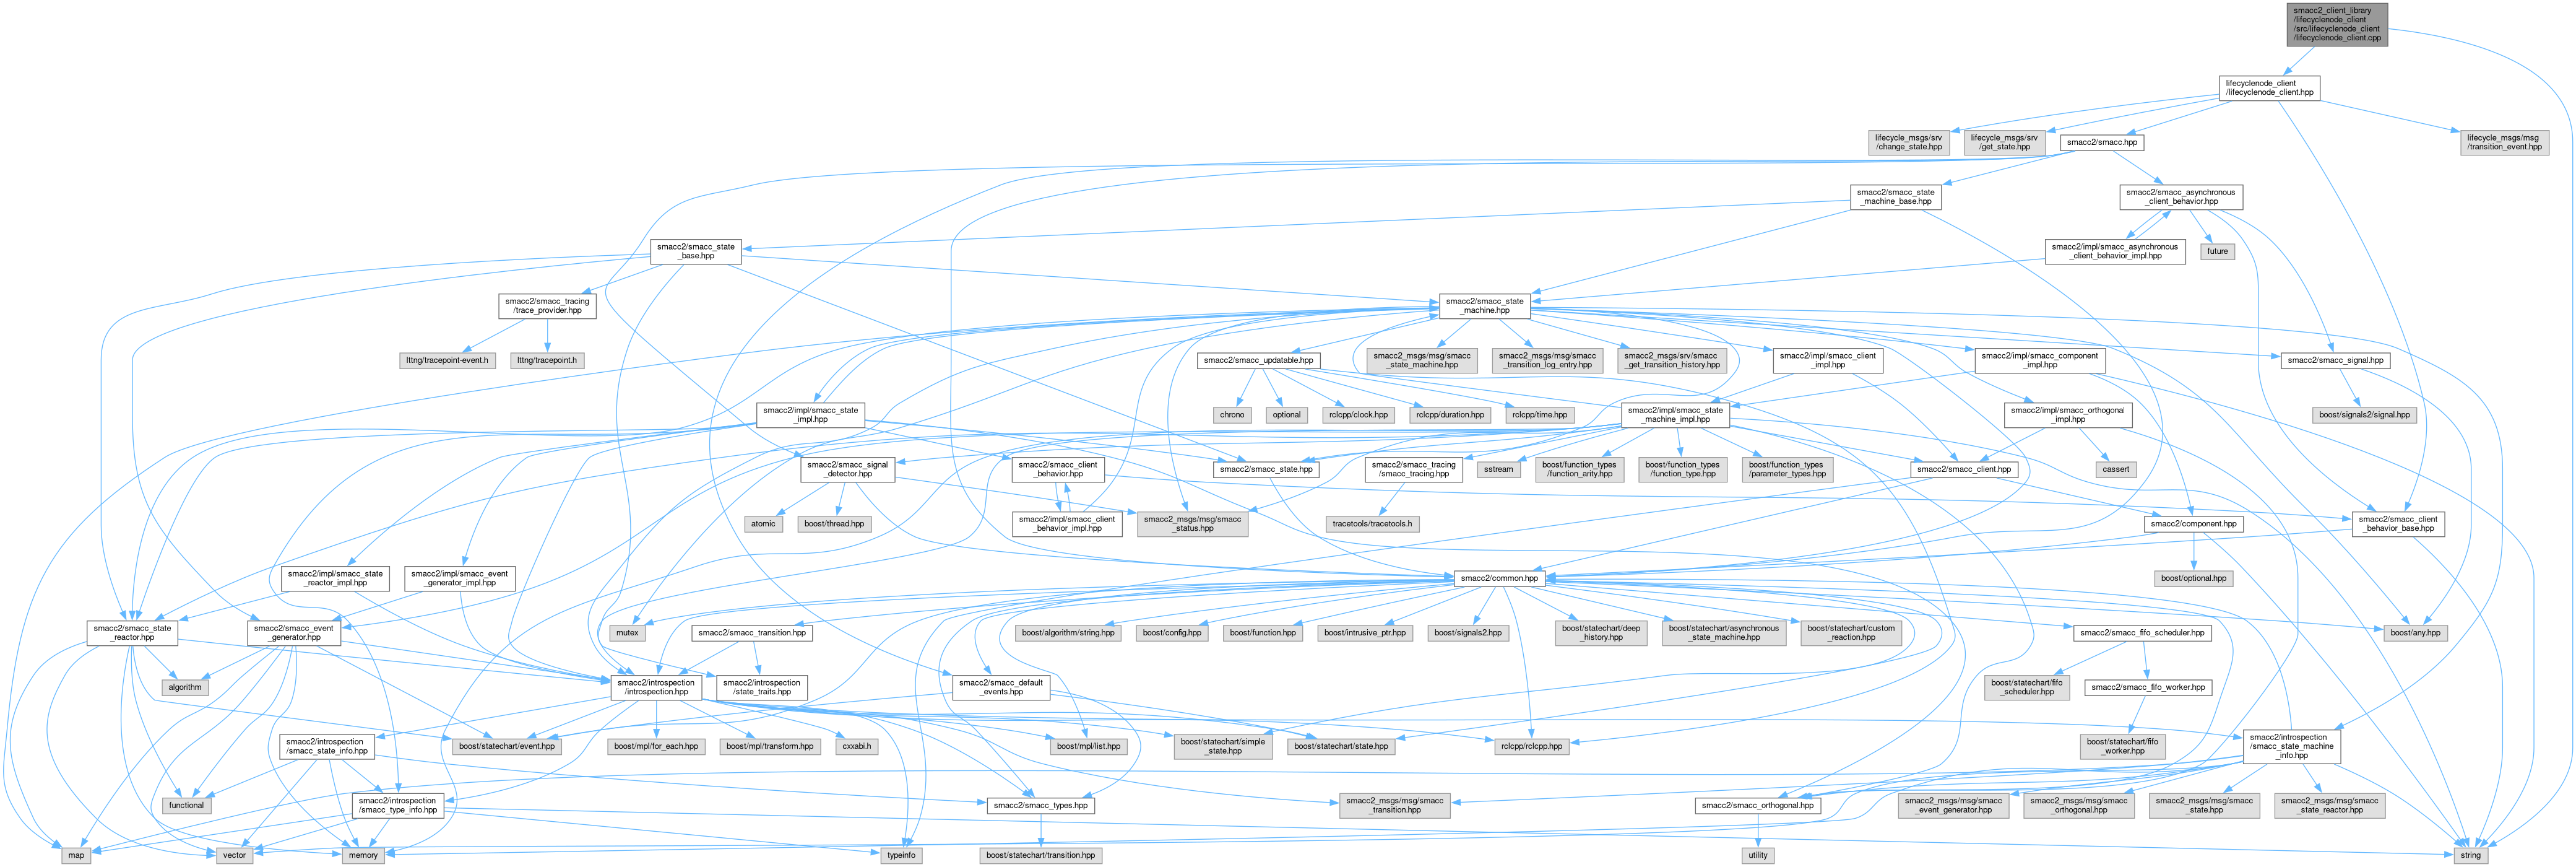 smacc2_client_library
/lifecyclenode_client
/src/lifecyclenode_client
/lifecyclenode_client.cpp
lifecyclenode_client
/lifecyclenode_client.hpp
lifecycle_msgs/srv
/change_state.hpp
lifecycle_msgs/srv
/get_state.hpp
smacc2/smacc.hpp
lifecycle_msgs/msg
/transition_event.hpp
smacc2/smacc_state
_machine_base.hpp
smacc2/smacc_asynchronous
_client_behavior.hpp
smacc2/smacc_state
_base.hpp
smacc2/impl/smacc_asynchronous
_client_behavior_impl.hpp
future
smacc2/smacc_tracing
/trace_provider.hpp
smacc2/smacc_state
_machine.hpp
lttng/tracepoint-event.h
lttng/tracepoint.h
smacc2/smacc_updatable.hpp
smacc2_msgs/msg/smacc
_state_machine.hpp
smacc2_msgs/msg/smacc
_transition_log_entry.hpp
smacc2_msgs/srv/smacc
_get_transition_history.hpp
smacc2/impl/smacc_client
_impl.hpp
smacc2/impl/smacc_component
_impl.hpp
smacc2/smacc_signal.hpp
smacc2/impl/smacc_state
_impl.hpp
chrono
optional
rclcpp/clock.hpp
rclcpp/duration.hpp
rclcpp/time.hpp
smacc2/impl/smacc_state
_machine_impl.hpp
smacc2/impl/smacc_orthogonal
_impl.hpp
boost/signals2/signal.hpp
smacc2/smacc_signal
_detector.hpp
smacc2/smacc_client
_behavior.hpp
smacc2/smacc_state.hpp
smacc2/smacc_tracing
/smacc_tracing.hpp
sstream
boost/function_types
/function_arity.hpp
boost/function_types
/function_type.hpp
boost/function_types
/parameter_types.hpp
smacc2/smacc_client.hpp
cassert
atomic
boost/thread.hpp
smacc2/impl/smacc_client
_behavior_impl.hpp
smacc2_msgs/msg/smacc
_status.hpp
tracetools/tracetools.h
smacc2/component.hpp
smacc2/smacc_client
_behavior_base.hpp
smacc2/impl/smacc_state
_reactor_impl.hpp
smacc2/impl/smacc_event
_generator_impl.hpp
smacc2/common.hpp
boost/optional.hpp
smacc2/smacc_state
_reactor.hpp
smacc2/smacc_event
_generator.hpp
mutex
smacc2/smacc_transition.hpp
boost/algorithm/string.hpp
boost/config.hpp
boost/function.hpp
boost/intrusive_ptr.hpp
boost/signals2.hpp
boost/statechart/deep
_history.hpp
boost/statechart/asynchronous
_state_machine.hpp
boost/statechart/custom
_reaction.hpp
smacc2/smacc_fifo_scheduler.hpp
boost/any.hpp
algorithm
smacc2/introspection
/introspection.hpp
smacc2/introspection
/state_traits.hpp
smacc2/smacc_default
_events.hpp
boost/statechart/fifo
_scheduler.hpp
smacc2/smacc_fifo_worker.hpp
smacc2/introspection
/smacc_state_info.hpp
boost/statechart/event.hpp
boost/mpl/for_each.hpp
boost/mpl/transform.hpp
cxxabi.h
boost/mpl/list.hpp
boost/statechart/simple
_state.hpp
boost/statechart/state.hpp
rclcpp/rclcpp.hpp
boost/statechart/fifo
_worker.hpp
smacc2/introspection
/smacc_state_machine
_info.hpp
functional
smacc2/introspection
/smacc_type_info.hpp
smacc2/smacc_types.hpp
smacc2_msgs/msg/smacc
_transition.hpp
smacc2/smacc_orthogonal.hpp
smacc2_msgs/msg/smacc
_event_generator.hpp
smacc2_msgs/msg/smacc
_orthogonal.hpp
smacc2_msgs/msg/smacc
_state.hpp
smacc2_msgs/msg/smacc
_state_reactor.hpp
map
vector
memory
typeinfo
boost/statechart/transition.hpp
utility
string